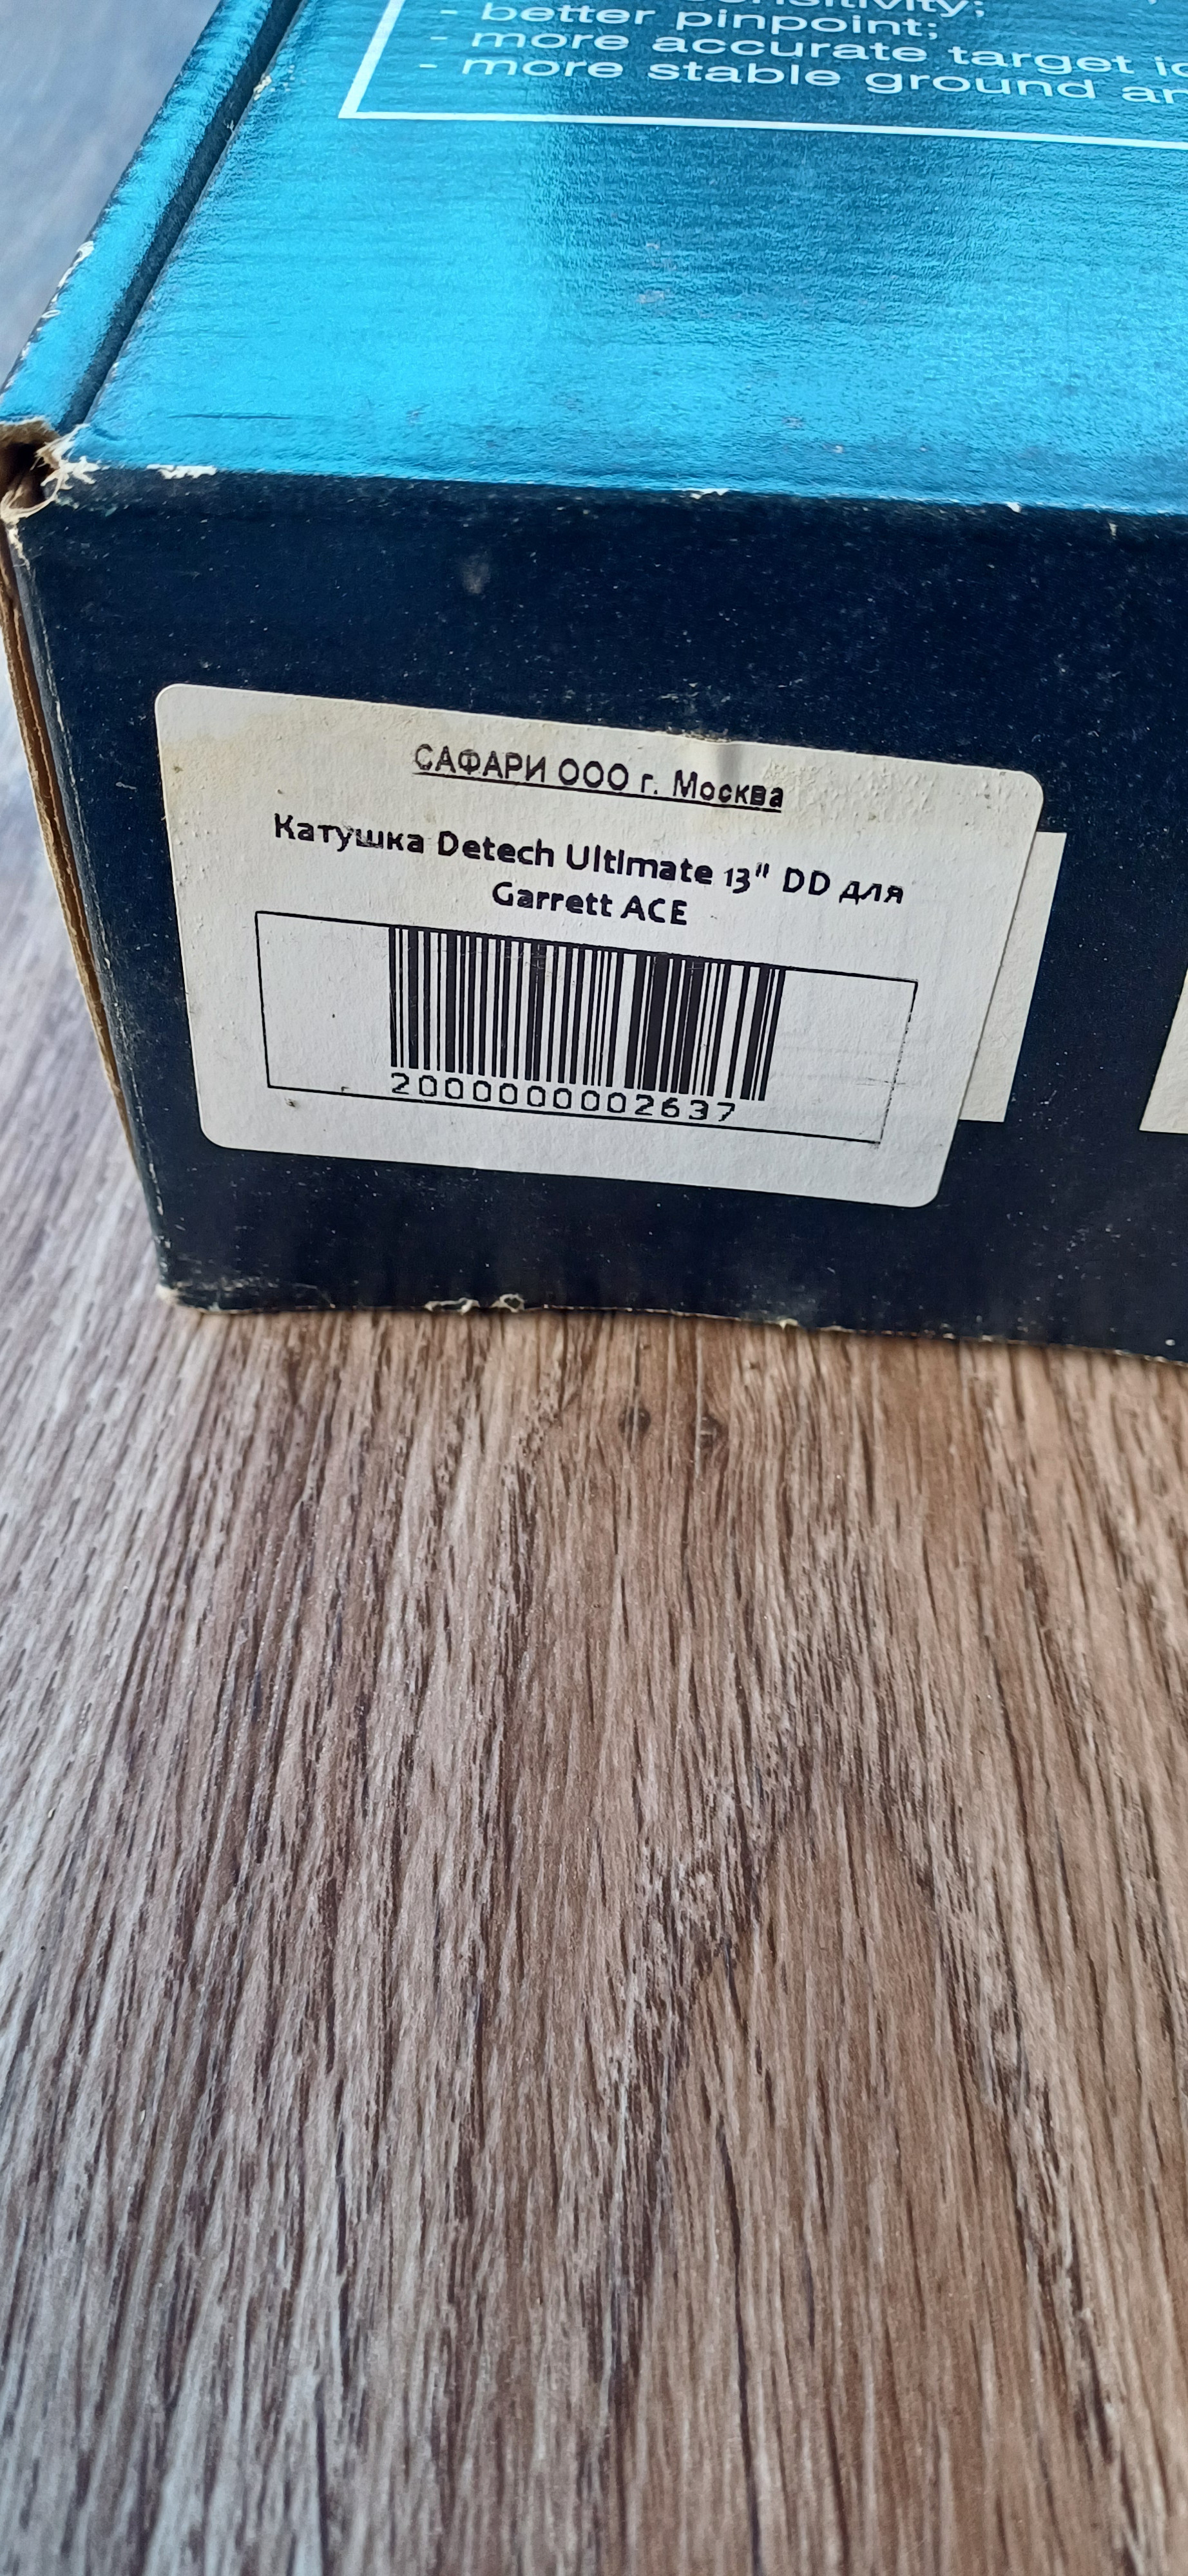 - better pinpoint;
- more accurate target
- more stable ground
САФАРИ ООО г. Москва
Катушка Detech Ultimate 13" DD для
Garrett ACE
2000000002637